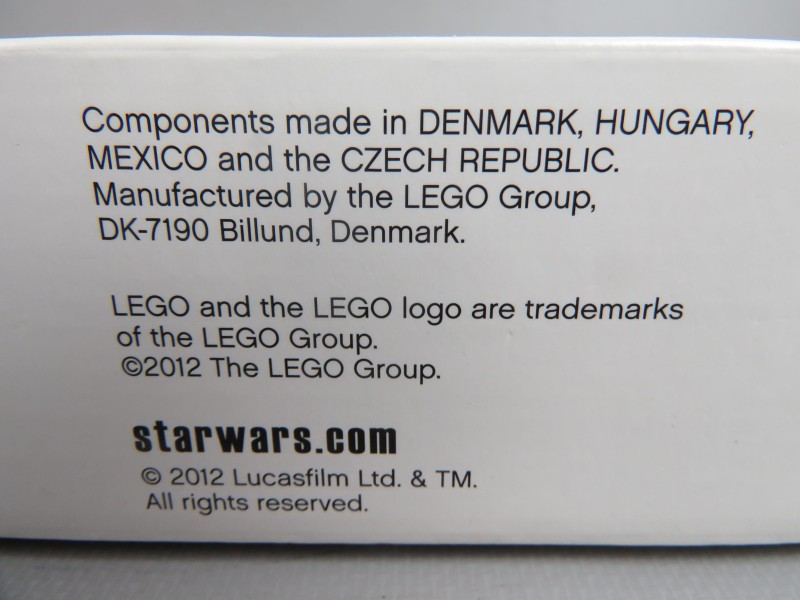 Components made in DENMARK, HUNGARY,
MEXICO and the CZECH REPUBLIC.
Manufactured by the LEGO Group,
DK-7190 Billund, Denmark.
LEGO and the LEGO logo are trademarks
of the LEGO Group.
©2012 The LEGO Group.
starwars.com
© 2012 Lucasfilm Ltd. & TM.
All rights reserved.